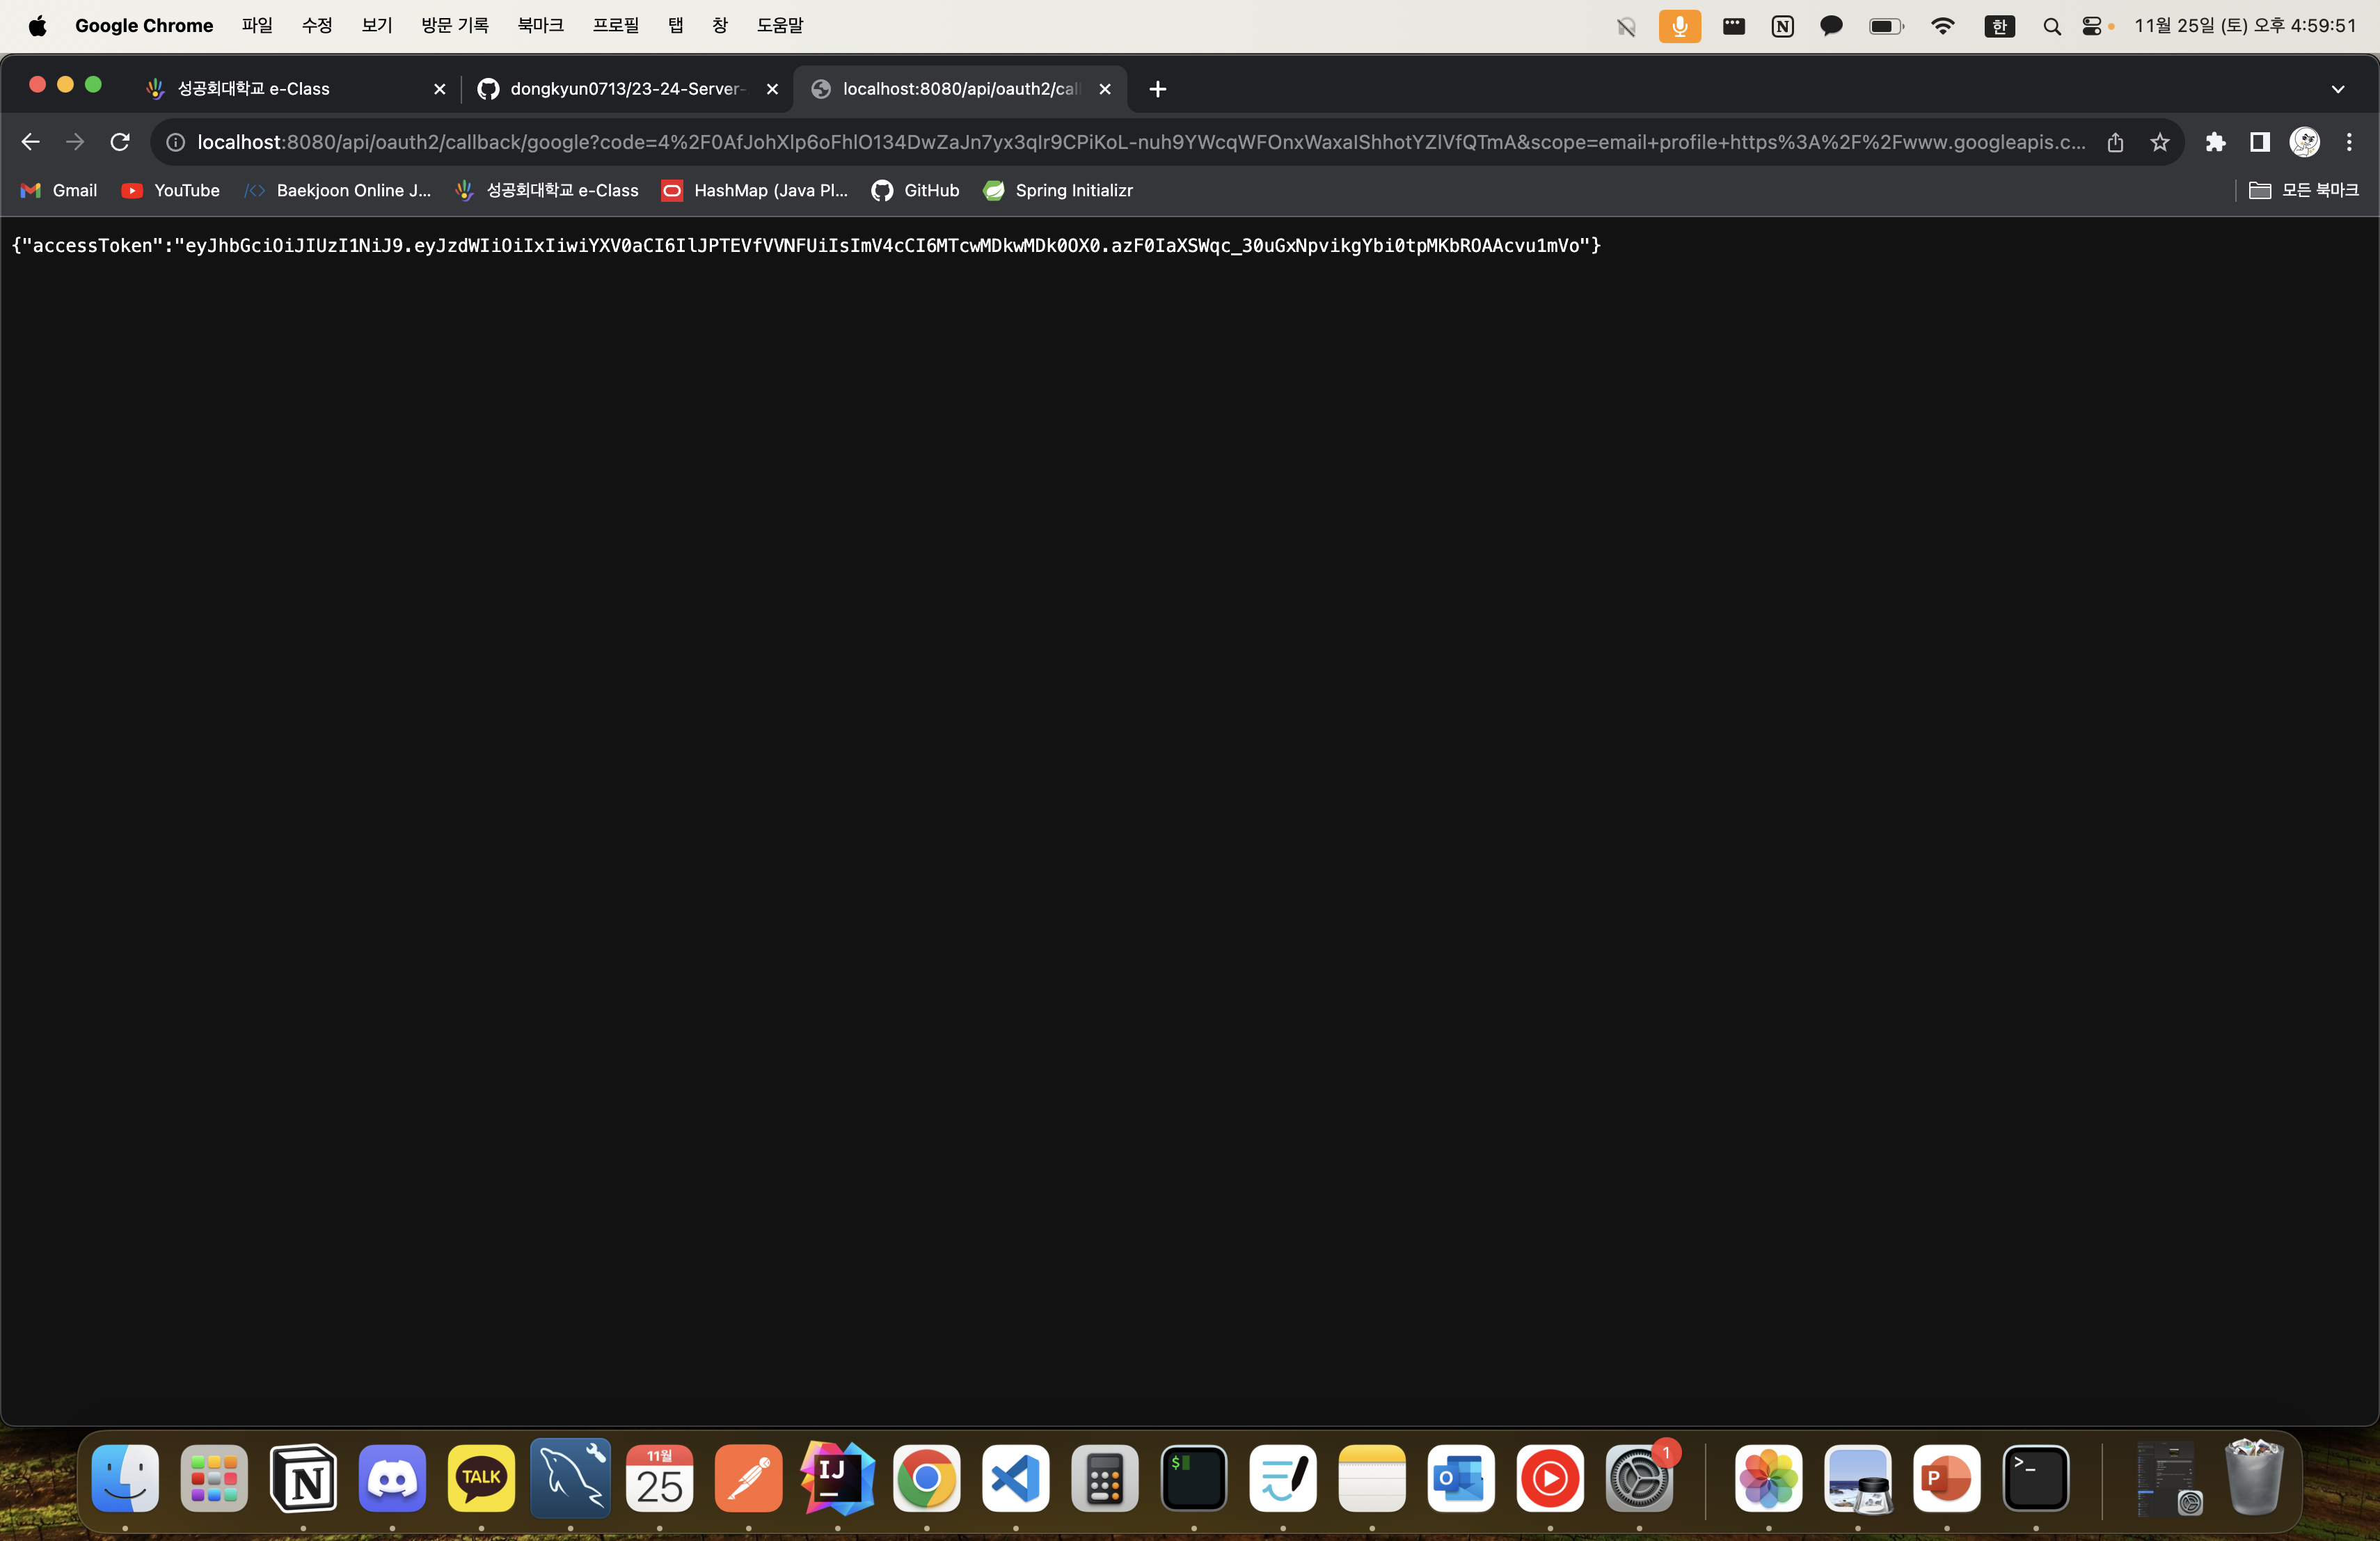 Google Chrome 파일 수정 보기 방문 기록 북마크 프로필 탭 창 도움말 한 11월 25일 (토) 오후 4:59:51
성공회대학교 e-Class dongkyun0713/23-24-Server- localhost:8080/api/oauth2/call
localhost:8080/api/oauth2/callback/google?code=4%2F0AfJohXlp6oFhlO134DwZaJn7yx3qIr9CPiKoL-nuh9YWcqWFOnxWaxaIShhotYZlVfQTmA&scope=email+profile+https%3A%2F%2Fwww.googleapis.c...
Gmail YouTube Baekjoon Online J... 성공회대학교 e-Class HashMap (Java Pl... GitHub Spring Initializr 모든 북마크
{"accessToken":"eyJhbGciOiJIUzI1NiJ9.eyJzdWIiOiIxIiwiYXV0aCI6IlJPTEVfVVNFUiIsImV4cCI6MTcwMDkwMDk0OX0.azF0IaXSWqc_30uGxNpvikgYbi0tpMKbROAAcvu1mVo"}
TALK 11월 25 IJ $ O 1 P >_